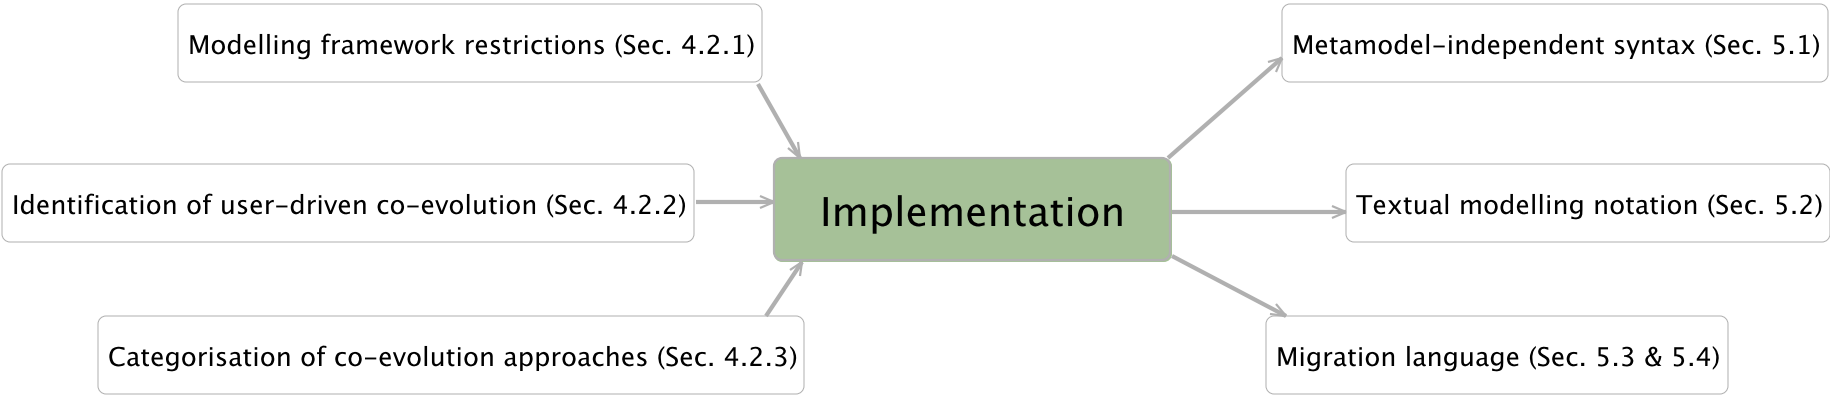 Modelling framework restrictions (Sec. 4.2.1)
Identification of user-driven co-evolution (Sec. 4.2.2)
Categorisation of co-evolution approaches (Sec. 4.2.3)
Implementation
Metamodel-independent syntax (Sec. 5.1)
Textual modelling notation (Sec. 5.2)
Migration language (Sec. 5.3 & 5.4)